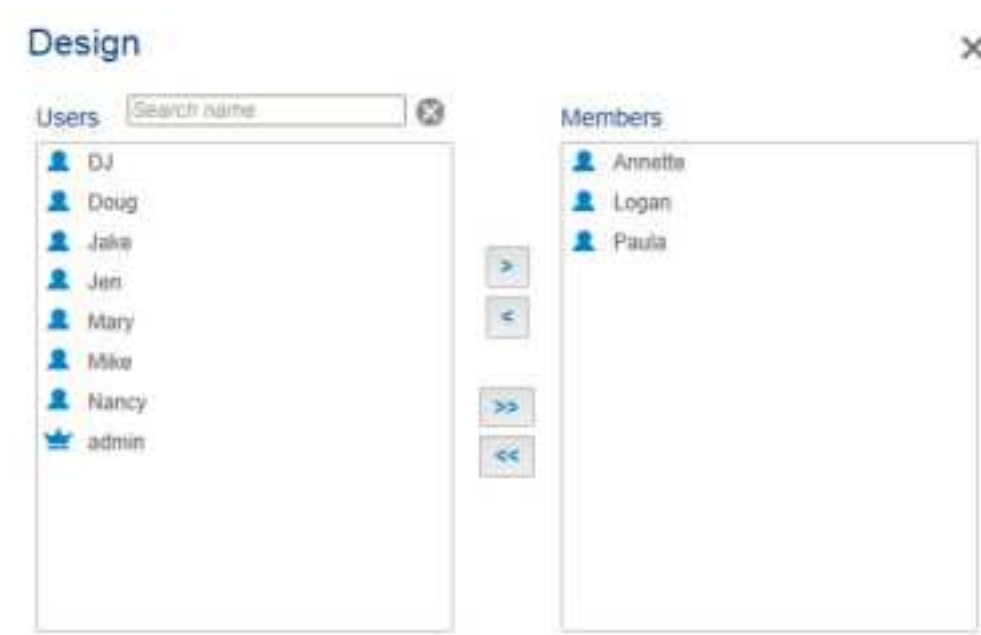 Design
Users
Search name
Members
DJ
Doug
Jake
Jen
Mary
Mike
Nancy
admin
>
<
>>
<<
Annette
Logan
Paula